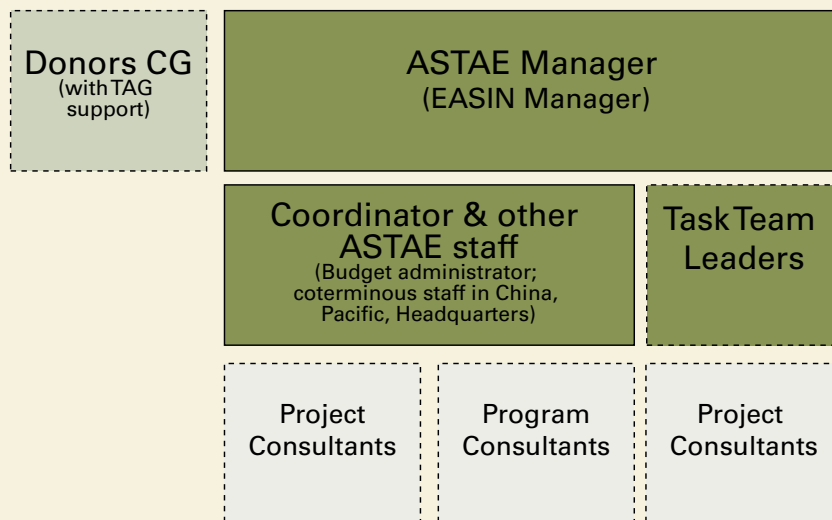 Donors CG
(with TAG
support)
ASTAE Manager
(EASIN Manager)
Coordinator & other
ASTAE staff
(Budget administrator;
coterminous staff in China,
Pacific, Headquarters)
Task Team
Leaders
Project
Consultants
Program
Consultants
Project
Consultants